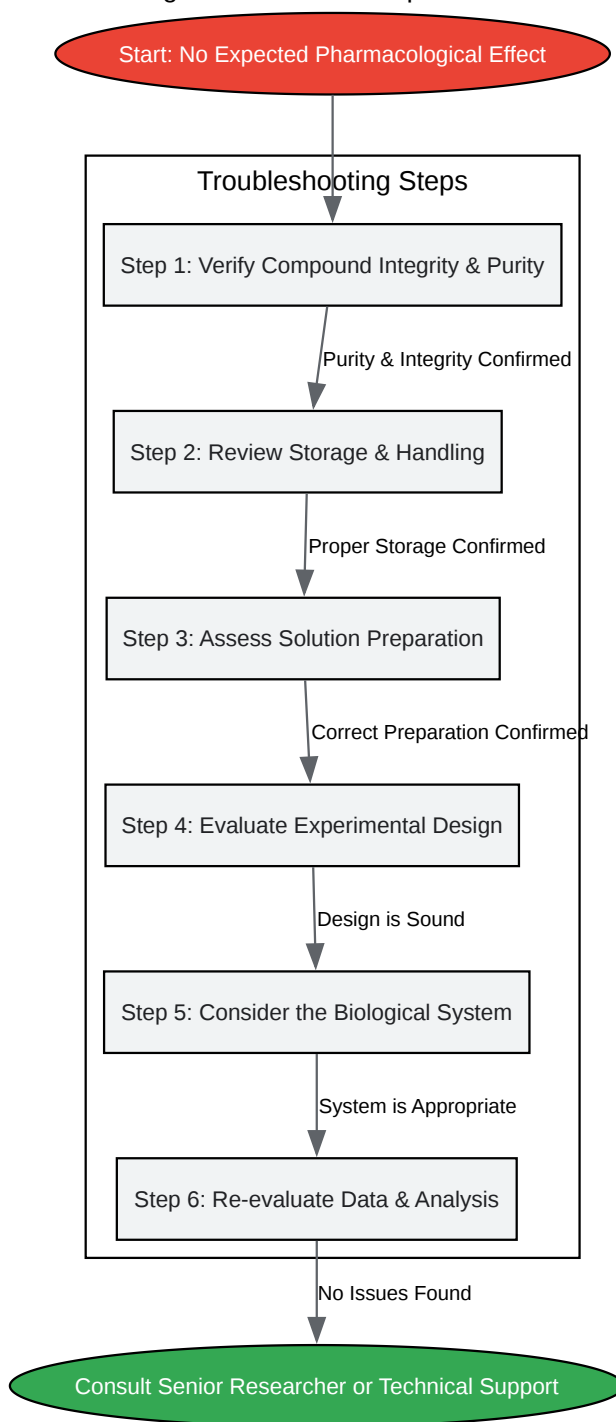 Start: No Expected Pharmacological Effect
Troubleshooting Steps
Step 1: Verify Compound Integrity & Purity
Purity & Integrity Confirmed
Step 2: Review Storage & Handling
Proper Storage Confirmed
Step 3: Assess Solution Preparation
Correct Preparation Confirmed
Step 4: Evaluate Experimental Design
Design is Sound
Step 5: Consider the Biological System
System is Appropriate
Step 6: Re-evaluate Data & Analysis
No Issues Found
Consult Senior Researcher or Technical Support